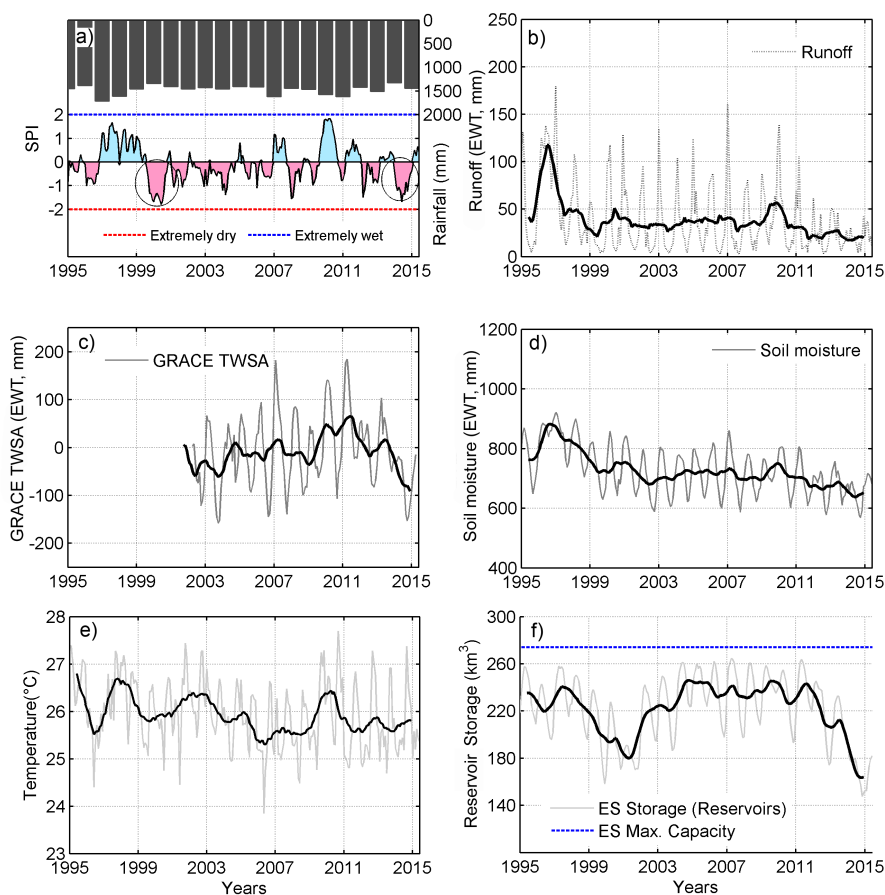 a)
0
500
1000
1500
2000
Rainfall (mm)
2
1
0
-1
-2
SPI
Extremely dry
Extremely wet
1995 1999 2003 2007 2011 2015
b)
Runoff
250
200
150
100
50
0
Runoff (EWT, mm)
1995 1999 2003 2007 2011 2015
c)
GRACE TWSA
200
100
0
-100
-200
GRACE TWSA (EWT, mm)
1995 1999 2003 2007 2011 2015
d)
Soil moisture
1200
1000
800
600
400
Soil moisture (EWT, mm)
1995 1999 2003 2007 2011 2015
e)
28
27
26
25
24
23
Temperature(°C)
1995 1999 2003 2007 2011 2015
Years
f)
300
260
220
180
140
Reservoir Storage (km³)
ES Storage (Reservoirs)
ES Max. Capacity
1995 1999 2003 2007 2011 2015
Years